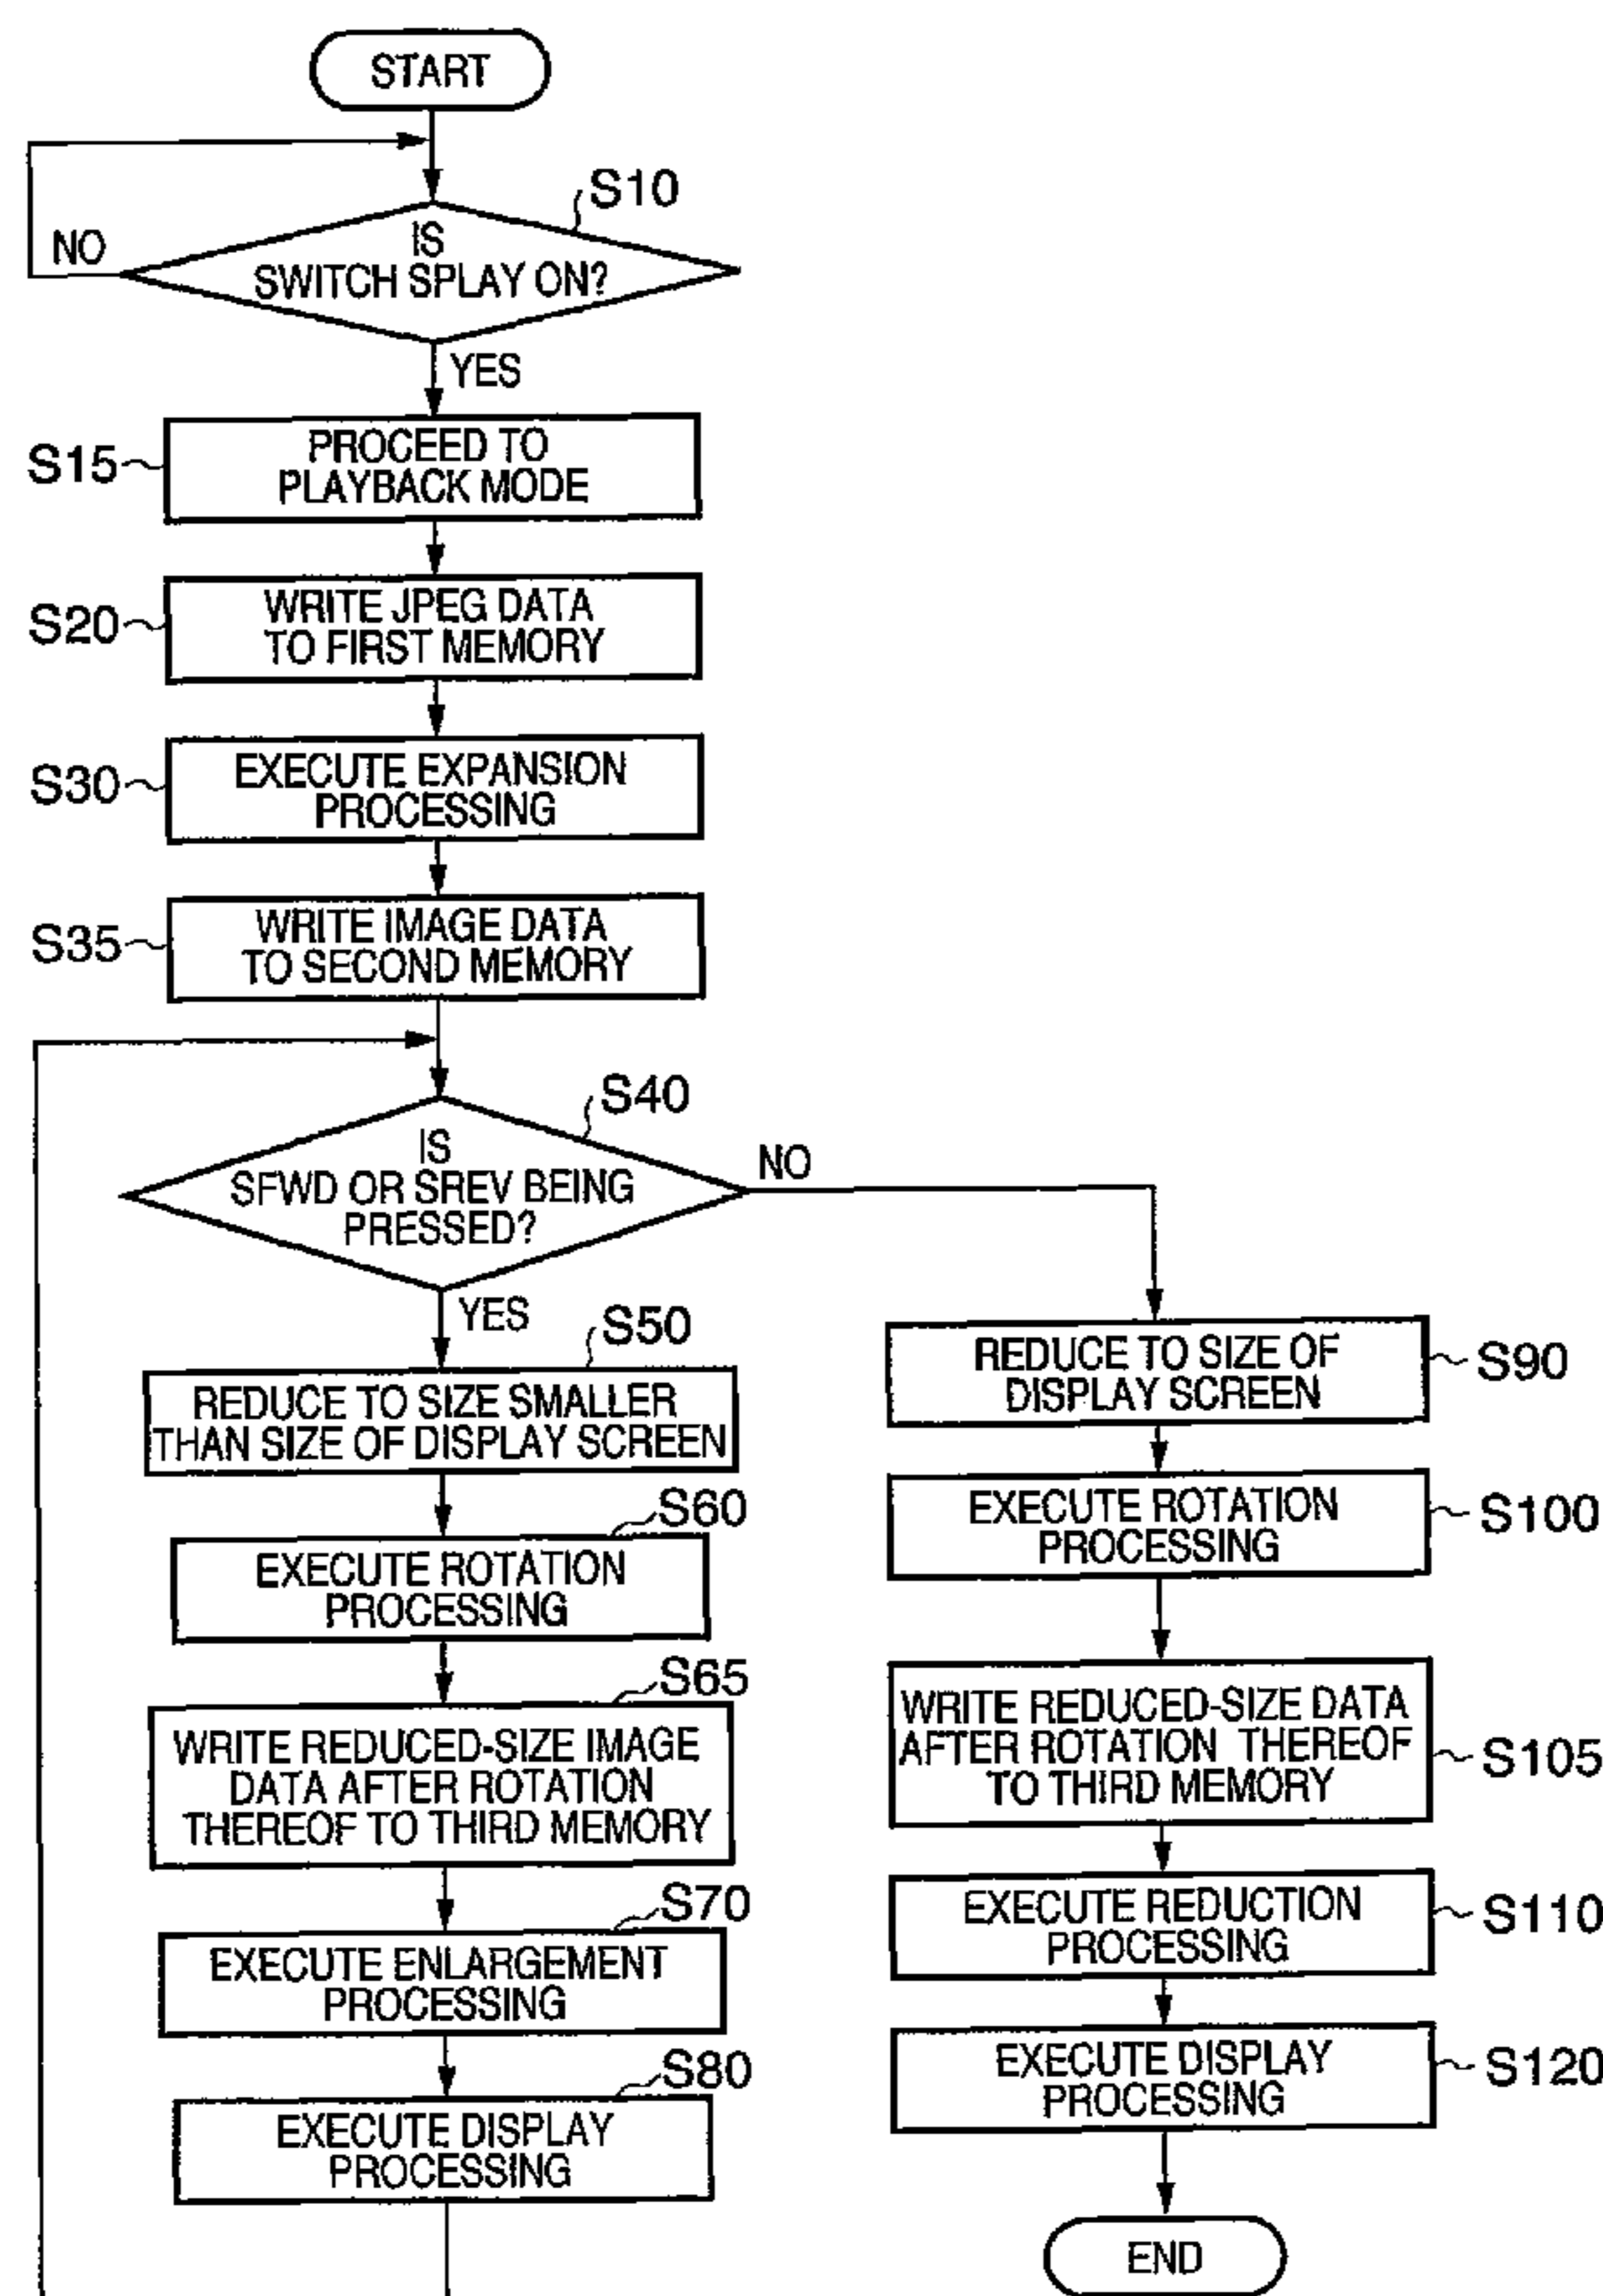 START
S10
NO
IS
SWITCH SPLAY ON?
YES
S15
PROCEED TO
PLAYBACK MODE
S20
WRITE JPEG DATA
TO FIRST MEMORY
S30
EXECUTE EXPANSION
PROCESSING
S35
WRITE IMAGE DATA
TO SECOND MEMORY
S40
IS
SFWD OR SREV BEING
PRESSED?
NO
YES
S50
REDUCE TO SIZE SMALLER
THAN SIZE OF DISPLAY SCREEN
S60
EXECUTE ROTATION
PROCESSING
S65
WRITE REDUCED-SIZE IMAGE
DATA AFTER ROTATION
THEREOF TO THIRD MEMORY
S70
EXECUTE ENLARGEMENT
PROCESSING
S80
EXECUTE DISPLAY
PROCESSING
REDUCE TO SIZE OF
DISPLAY SCREEN
S90
EXECUTE ROTATION
PROCESSING
S100
WRITE REDUCED-SIZE DATA
AFTER ROTATION THEREOF
TO THIRD MEMORY
S105
EXECUTE REDUCTION
PROCESSING
S110
EXECUTE DISPLAY
PROCESSING
S120
END